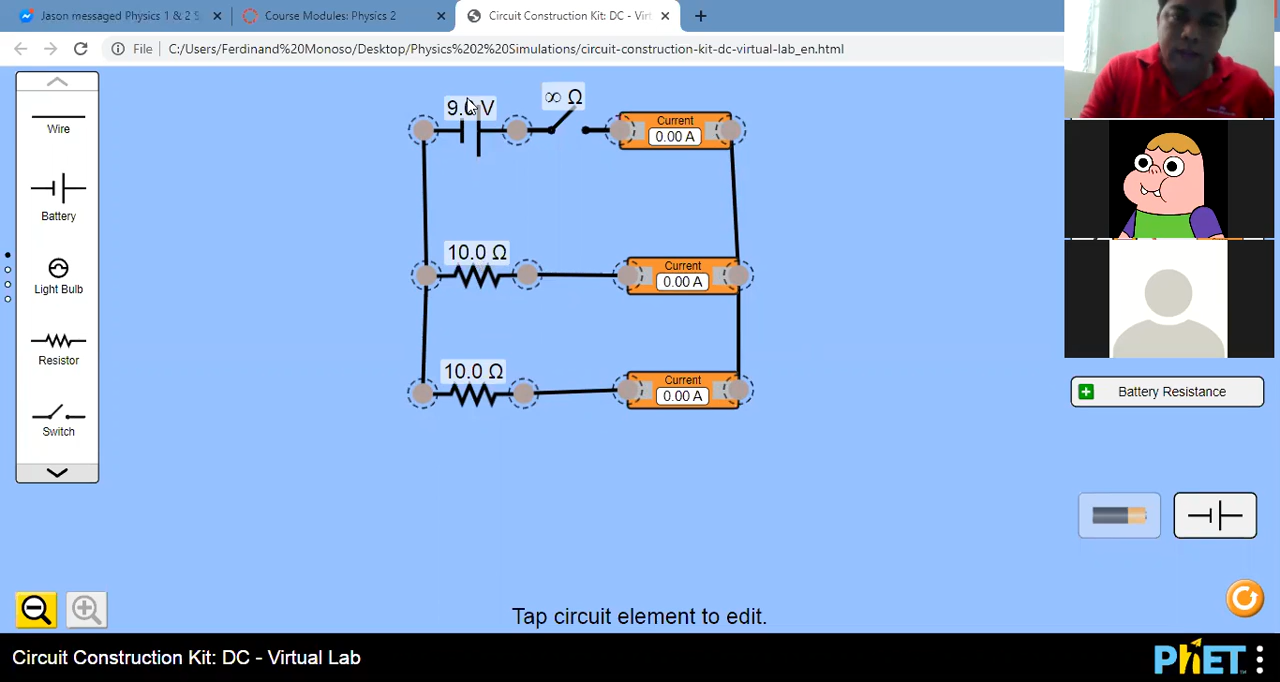 Jason messaged Physics 1 & 2 S
Course Modules: Physics 2
Circuit Construction Kit: DC - Virt
File
C:/Users/Ferdinand%20Monoso/Desktop/Physics%202%20Simulations/circuit-construction-kit-dc-virtual-lab_en.html
Wire
Battery
Light Bulb
Resistor
Switch
9.0 V
∞ Ω
Current
0.00 A
10.0 Ω
Current
0.00 A
10.0 Ω
Current
0.00 A
Battery Resistance
Tap circuit element to edit.
Circuit Construction Kit: DC - Virtual Lab
PhET